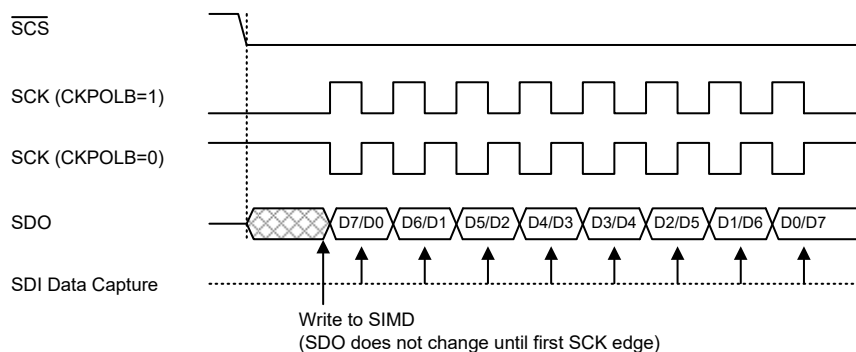 SCS
SCK (CKPOLB=1)
SCK (CKPOLB=0)
SDO
D7/D0 D6/D1 D5/D2 D4/D3 D3/D4 D2/D5 D1/D6 D0/D7
SDI Data Capture
Write to SIMD
(SDO does not change until first SCK edge)